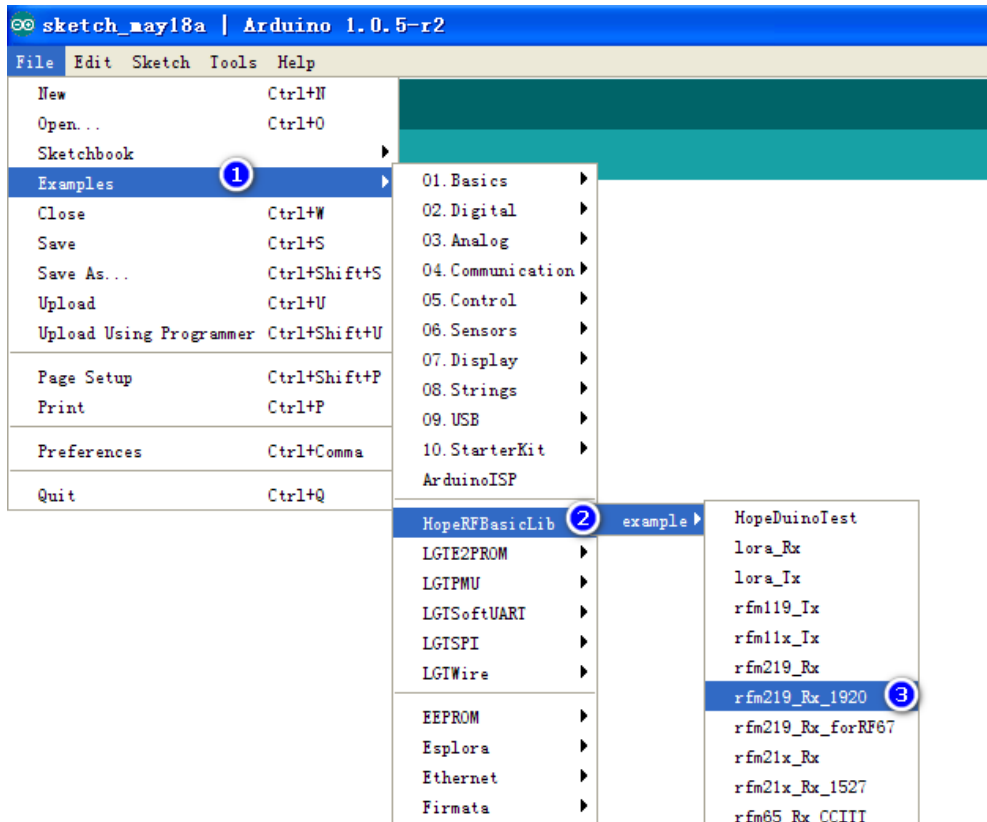 sketch_may18a | Arduino 1.0.5-r2
File Edit Sketch Tools Help
New Ctrl+N
Open... Ctrl+O
Sketchbook
Examples 1
Close Ctrl+W
Save Ctrl+S
Save As... Ctrl+Shift+S
Upload Ctrl+U
Upload Using Programmer Ctrl+Shift+U
Page Setup Ctrl+Shift+P
Print Ctrl+P
Preferences Ctrl+Comma
Quit Ctrl+Q
01.Basics
02.Digital
03.Analog
04.Communication
05.Control
06.Sensors
07.Display
08.Strings
09.USB
10.StarterKit
ArduinoISP
HopeRFBasicLib 2
LGTE2PROM
LGTPMU
LGTSoftUART
LGTSPI
LGTWire
EEPROM
Esplora
Ethernet
Firmata
example
HopeDuinoTest
lora_Rx
lora_Tx
rfm119_Tx
rfm11x_Tx
rfm219_Rx
rfm219_Rx_1920 3
rfm219_Rx_forRF67
rfm21x_Rx
rfm21x_Rx_1527
rfm65_Rx_CCIII